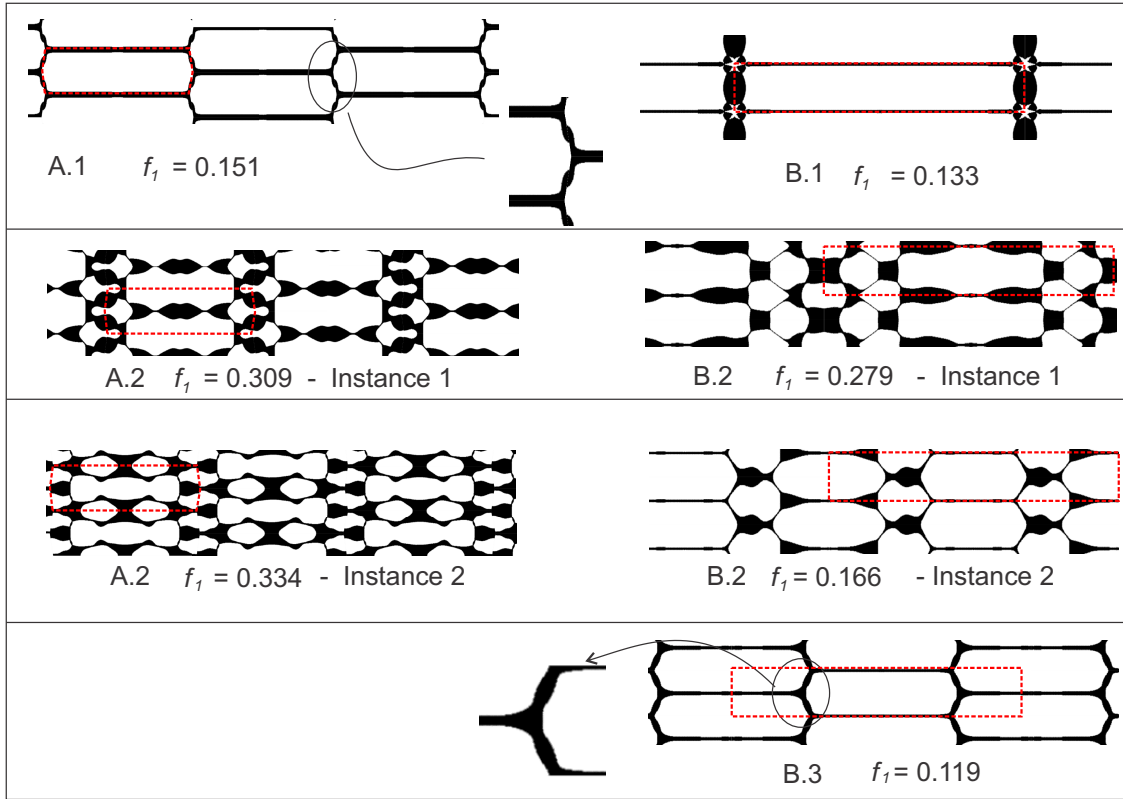 A.1 f₁ = 0.151
B.1 f₁ = 0.133
A.2 f₁ = 0.309 - Instance 1
B.2 f₁ = 0.279 - Instance 1
A.2 f₁ = 0.334 - Instance 2
B.2 f₁ = 0.166 - Instance 2
B.3 f₁ = 0.119